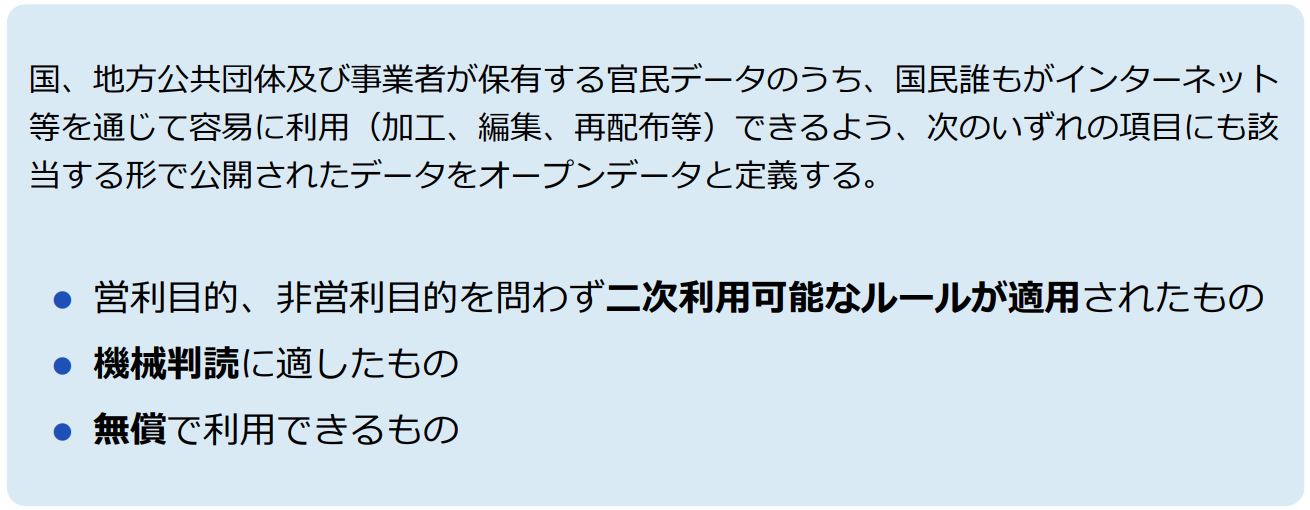 国、地方公共団体及び事業者が保有する官民データのうち、国民誰もがインターネット
等を通じて容易に利用（加工、編集、再配布等）できるよう、次のいずれの項目にも該
当する形で公開されたデータをオープンデータと定義する。
● 営利目的、非営利目的を問わず二次利用可能なルールが適用されたもの
● 機械判読に適したもの
● 無償で利用できるもの